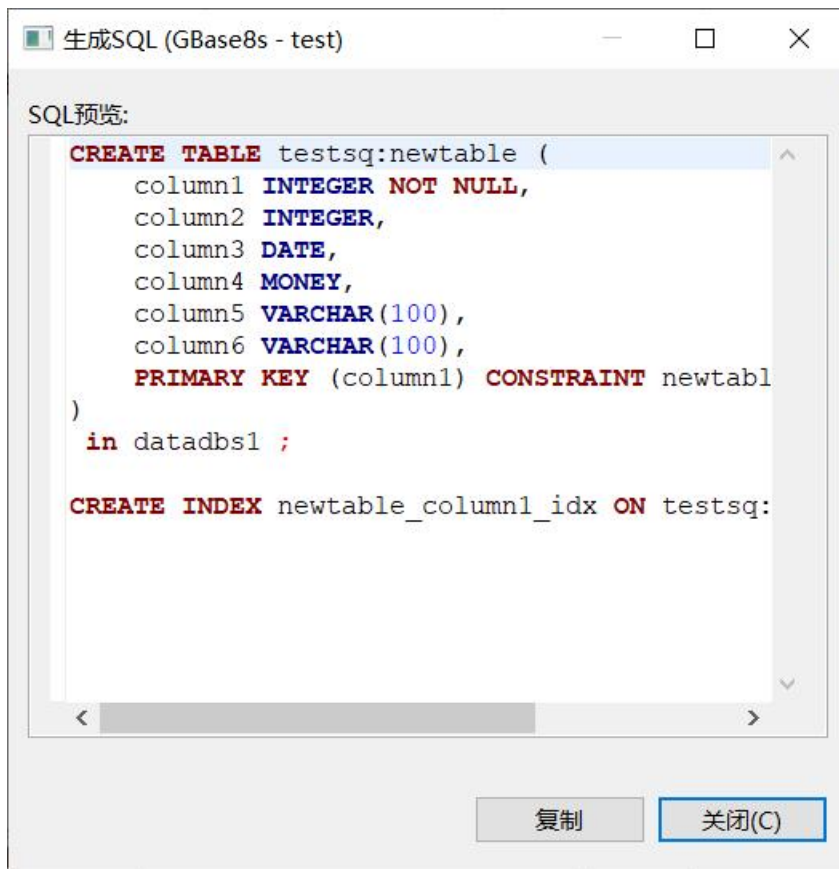 生成SQL (GBase8s - test)
SQL预览:
CREATE TABLE testsq:newtable (
    column1 INTEGER NOT NULL,
    column2 INTEGER,
    column3 DATE,
    column4 MONEY,
    column5 VARCHAR(100),
    column6 VARCHAR(100),
    PRIMARY KEY (column1) CONSTRAINT newtabl
)
 in datadbs1 ;
CREATE INDEX newtable_column1_idx ON testsq:
复制 关闭(C)